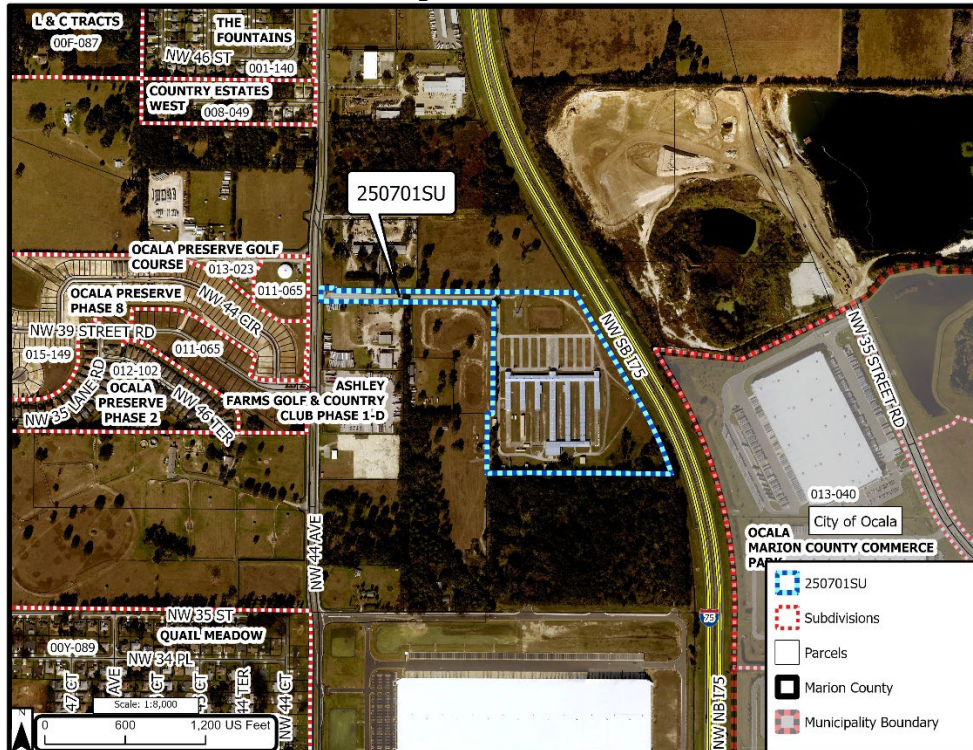 L & C TRACTS
00F-087
THE
FOUNTAINS
NW 46 ST
001-140
COUNTRY ESTATES
WEST
008-049
250701SU
OCALA PRESERVE GOLF
COURSE
013-023
011-065
OCALA PRESERVE
PHASE 8
NW 44 CIR
NW 39 STREET RD
015-149
011-065
012-102
NW 35 LANE RD
OCALA
PRESERVE
PHASE 2
NW 46 TER
ASHLEY
FARMS GOLF & COUNTRY
CLUB PHASE 1-D
NW 44 AVE
NW SB I75
NW 35 STREET RD
013-040
City of Ocala
OCALA
MARION COUNTY COMMERCE
PARK
NW 35 ST
QUAIL MEADOW
00Y-089
NW 34 PL
47 CT
AVE
44 TER
NW 44 CT
75
NW NB I75
250701SU
Subdivisions
Parcels
Marion County
Municipality Boundary
Scale: 1:8,000
N
0 600 1,200 US Feet